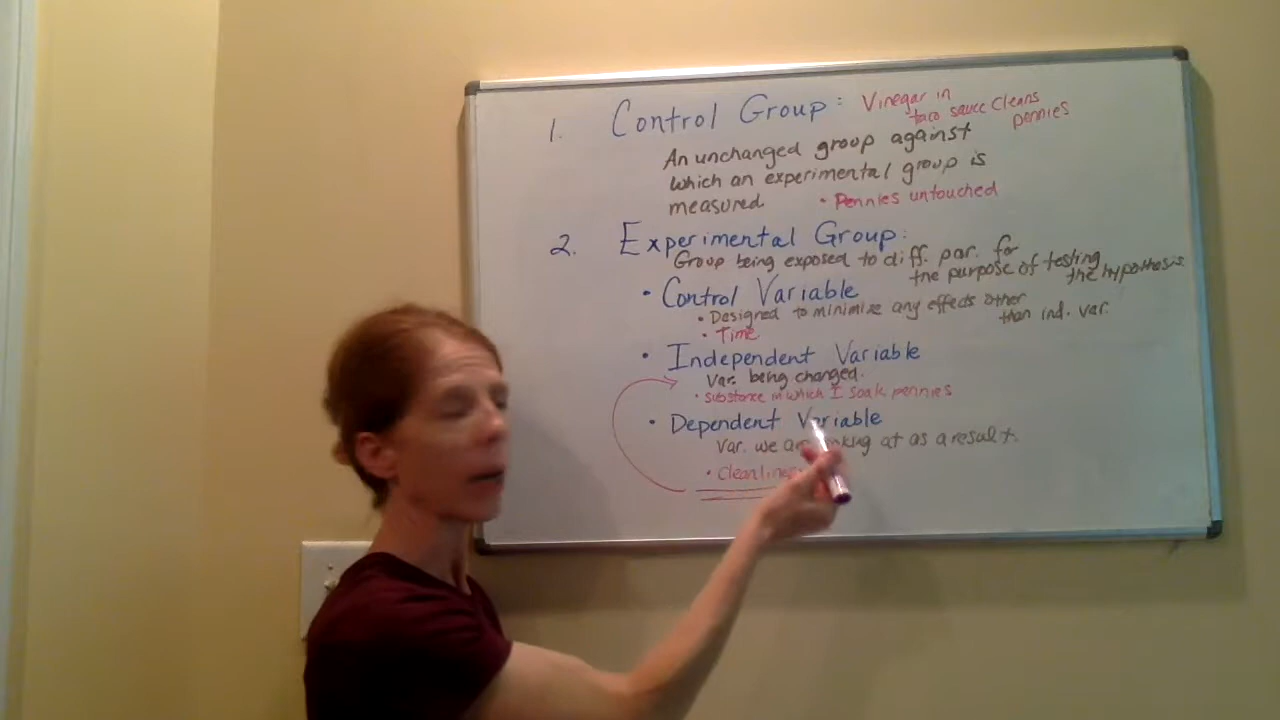 1. Control Group: Vinegar in
taco sauce cleans
pennies
An unchanged group against
which an experimental group is
measured. • Pennies untouched
2. Experimental Group:
Group being exposed to diff. par. for
the purpose of testing
the hypothesis.
• Control Variable
• Designed to minimize any effects other
than ind. var.
• Time
• Independent Variable
Var. being changed.
• Substance in which I soak pennies
• Dependent Variable
Var. we at as a result.